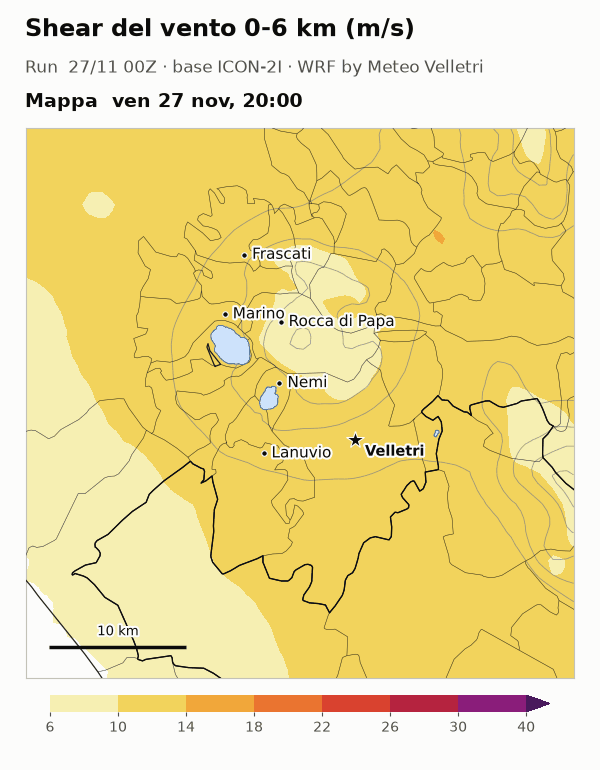 Shear del vento 0-6 km (m/s)
Run  27/11 00Z · base ICON-2I · WRF by Meteo Velletri
Mappa  ven 27 nov, 20:00
Frascati
Marino
Rocca di Papa
Nemi
Velletri
Lanuvio
10 km
6 10 14 18 22 26 30 40